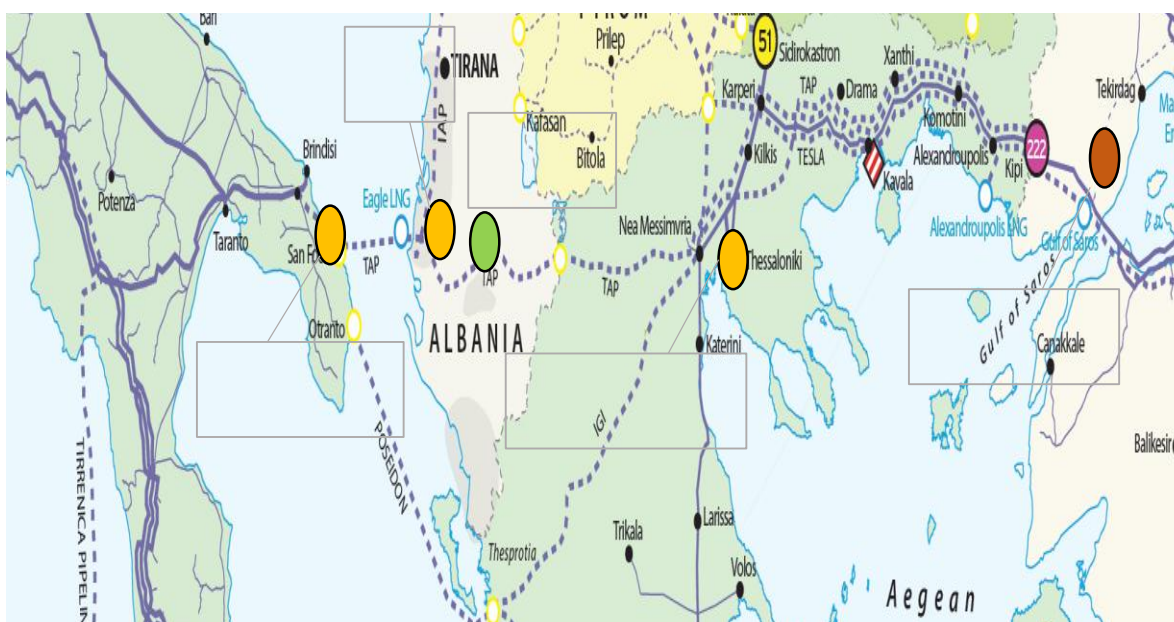 Bari
TIRANA
Prilep
51
Sidirokastron
Xanthi
Karperi
TAP
Drama
Tekirdag
Kafasan
IAP
Bitola
Kilkis
TESLA
Komotini
Brindisi
Alexandroupolis
Kipi
222
Kavala
Potenza
Eagle LNG
Taranto
Nea Messimvria
Alexandroupolis LNG
Gulf of Saros
San Fo
TAP
TAP
TAP
Thessaloniki
Gulf of Saros
Otranto
ALBANIA
Katerini
Canakkale
IGI
POSEIDON
Balikesir
TIRRENICA PIPELIN
Larissa
Trikala
Thesprotia
Volos
Aegean